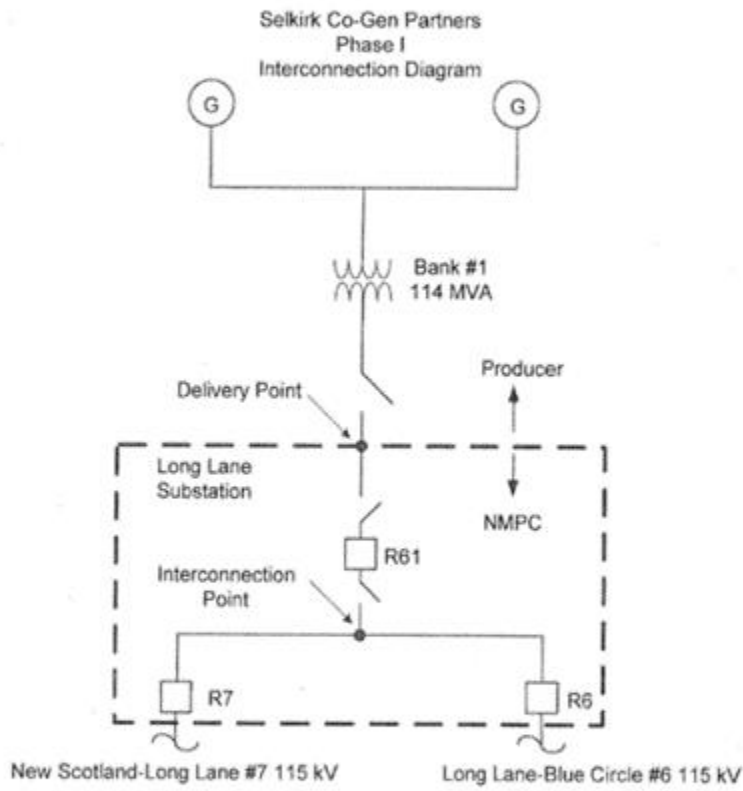 Selkirk Co-Gen Partners
Phase I
Interconnection Diagram
G
G
Bank #1
114 MVA
Delivery Point
Producer
Long Lane
Substation
NMPC
R61
Interconnection
Point
R7
R6
New Scotland-Long Lane #7 115 kV
Long Lane-Blue Circle #6 115 kV